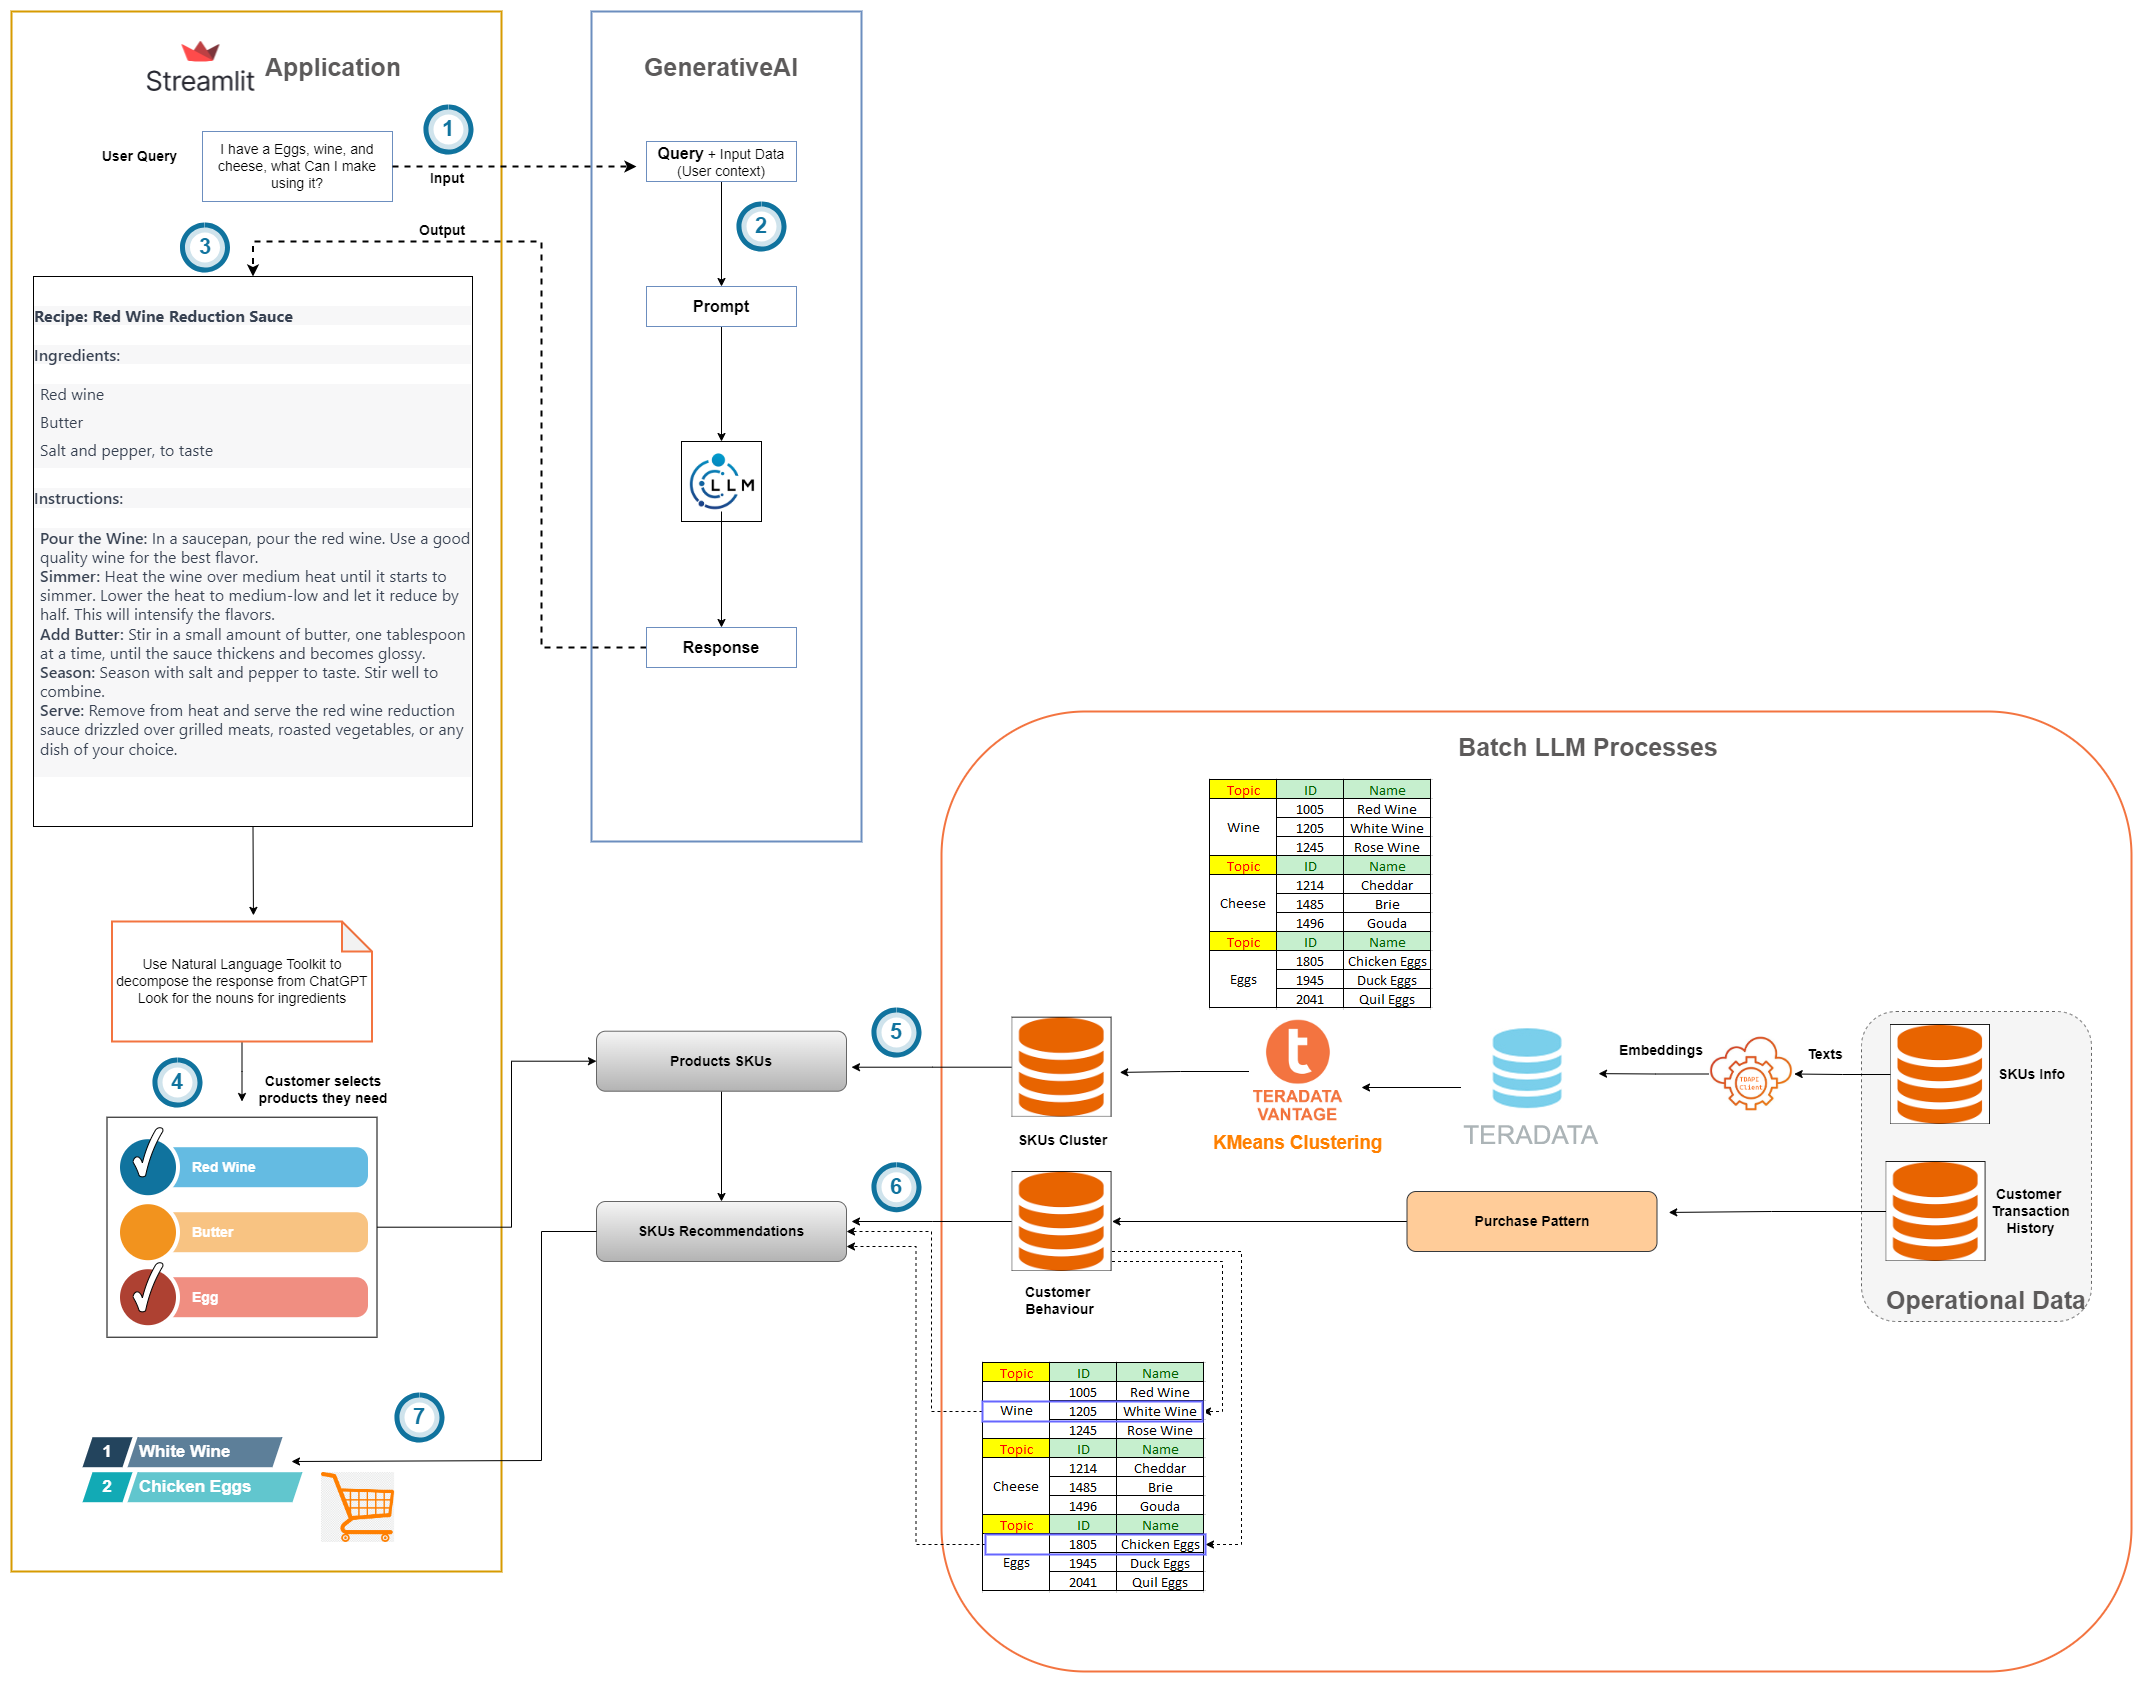 Streamlit Application
User Query
I have a Eggs, wine, and
cheese, what Can I make
using it?
1
Input
GenerativeAI
Query + Input Data
(User context)
2
Prompt
LLM
Response
Output
3
Recipe: Red Wine Reduction Sauce
Ingredients:
Red wine
Butter
Salt and pepper, to taste
Instructions:
Pour the Wine: In a saucepan, pour the red wine. Use a good
quality wine for the best flavor.
Simmer: Heat the wine over medium heat until it starts to
simmer. Lower the heat to medium-low and let it reduce by
half. This will intensify the flavors.
Add Butter: Stir in a small amount of butter, one tablespoon
at a time, until the sauce thickens and becomes glossy.
Season: Season with salt and pepper to taste. Stir well to
combine.
Serve: Remove from heat and serve the red wine reduction
sauce drizzled over grilled meats, roasted vegetables, or any
dish of your choice.
Use Natural Language Toolkit to
decompose the response from ChatGPT
Look for the nouns for ingredients
4
Customer selects
products they need
Red Wine
Butter
Egg
Products SKUs
5
SKUs Recommendations
6
7
1 White Wine
2 Chicken Eggs
Batch LLM Processes
Topic ID Name
Wine
1005 Red Wine
1205 White Wine
1245 Rose Wine
Topic ID Name
Cheese
1214 Cheddar
1485 Brie
1496 Gouda
Topic ID Name
Eggs
1805 Chicken Eggs
1945 Duck Eggs
2041 Quil Eggs
SKUs Cluster
t
TERADATA
VANTAGE
KMeans Clustering
TERADATA
Embeddings
TDAPI
Client
Texts
SKUs Info
Customer
Transaction
History
Operational Data
Purchase Pattern
Customer
Behaviour
Topic ID Name
Wine
1005 Red Wine
1205 White Wine
1245 Rose Wine
Topic ID Name
Cheese
1214 Cheddar
1485 Brie
1496 Gouda
Topic ID Name
Eggs
1805 Chicken Eggs
1945 Duck Eggs
2041 Quil Eggs